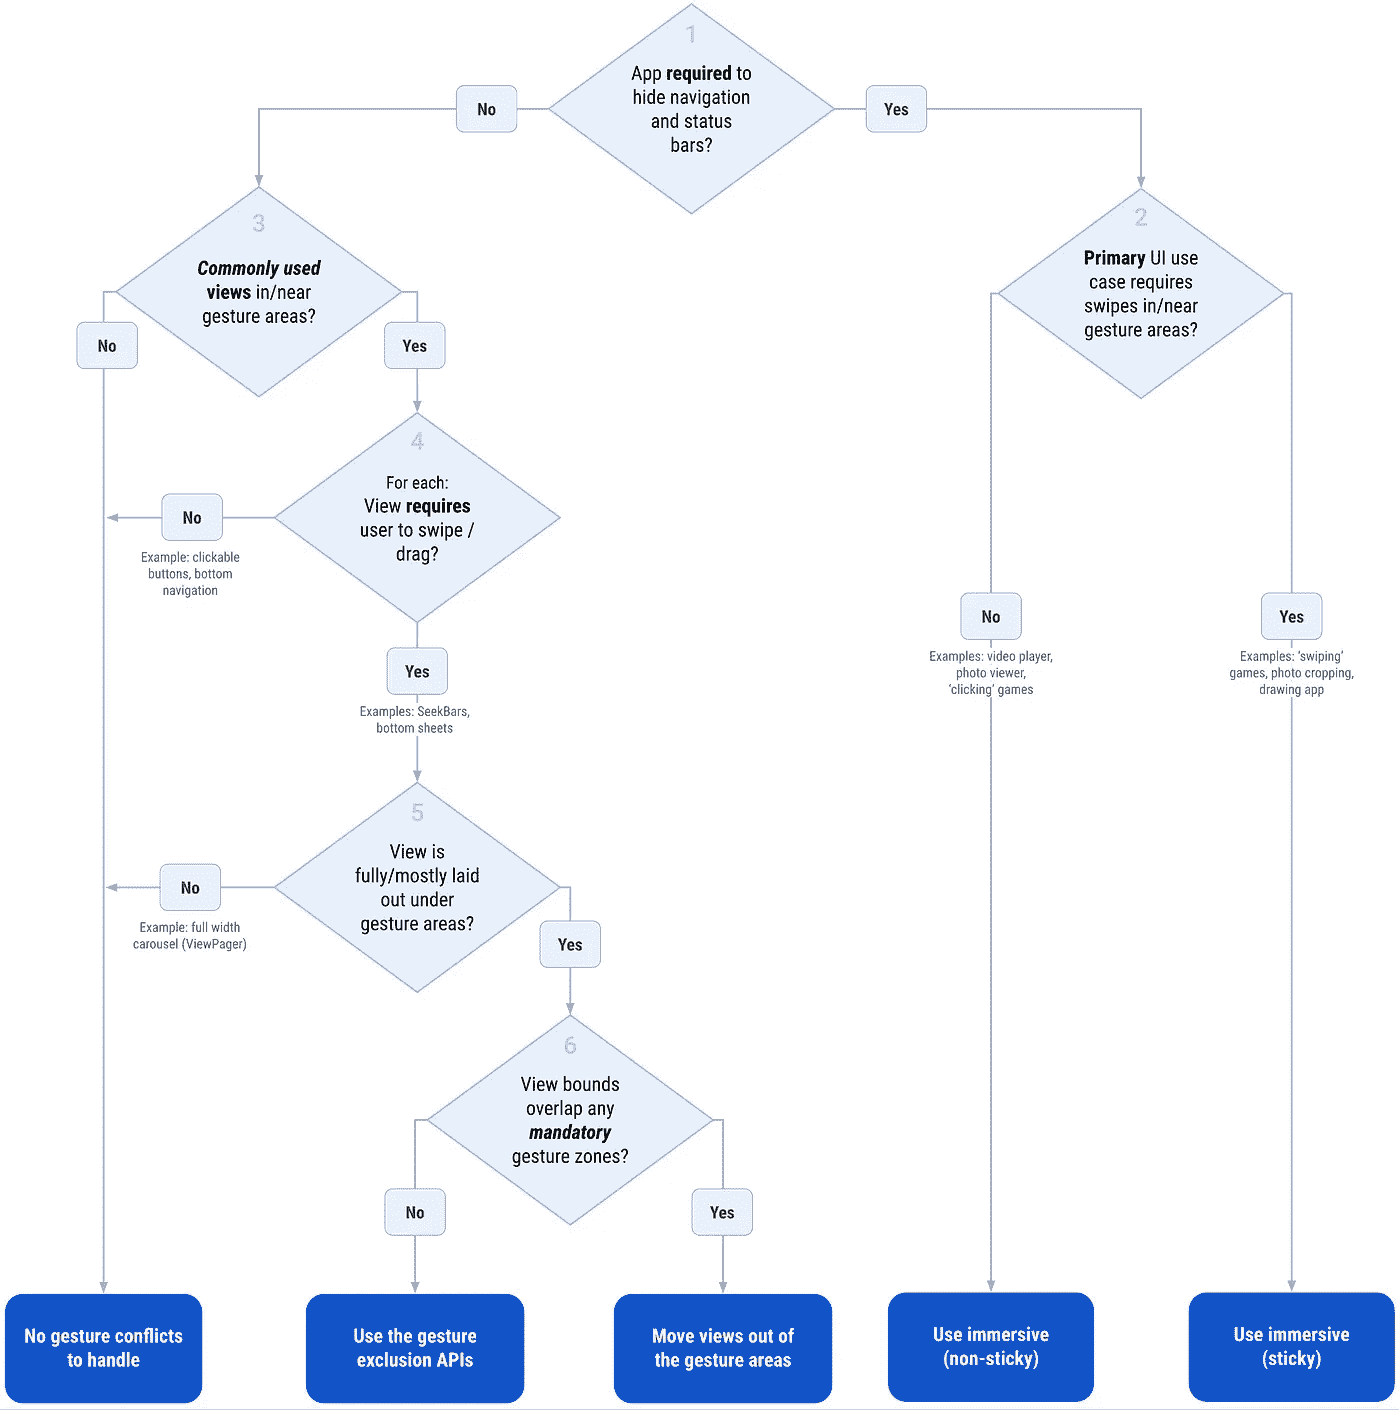 1
App required to
hide navigation
and status
bars?
No
Yes
3
Commonly used
views in/near
gesture areas?
2
Primary UI use
case requires
swipes in/near
gesture areas?
No
Yes
4
For each:
View requires
user to swipe /
drag?
No
Example: clickable
buttons, bottom
navigation
Yes
Examples: SeekBars,
bottom sheets
No
Examples: video player,
photo viewer,
'clicking' games
Yes
Examples: 'swiping'
games, photo cropping,
drawing app
5
View is
fully/mostly laid
out under
gesture areas?
No
Example: full width
carousel (ViewPager)
Yes
6
View bounds
overlap any
mandatory
gesture zones?
No
Yes
No gesture conflicts
to handle
Use the gesture
exclusion APIs
Move views out of
the gesture areas
Use immersive
(non-sticky)
Use immersive
(sticky)